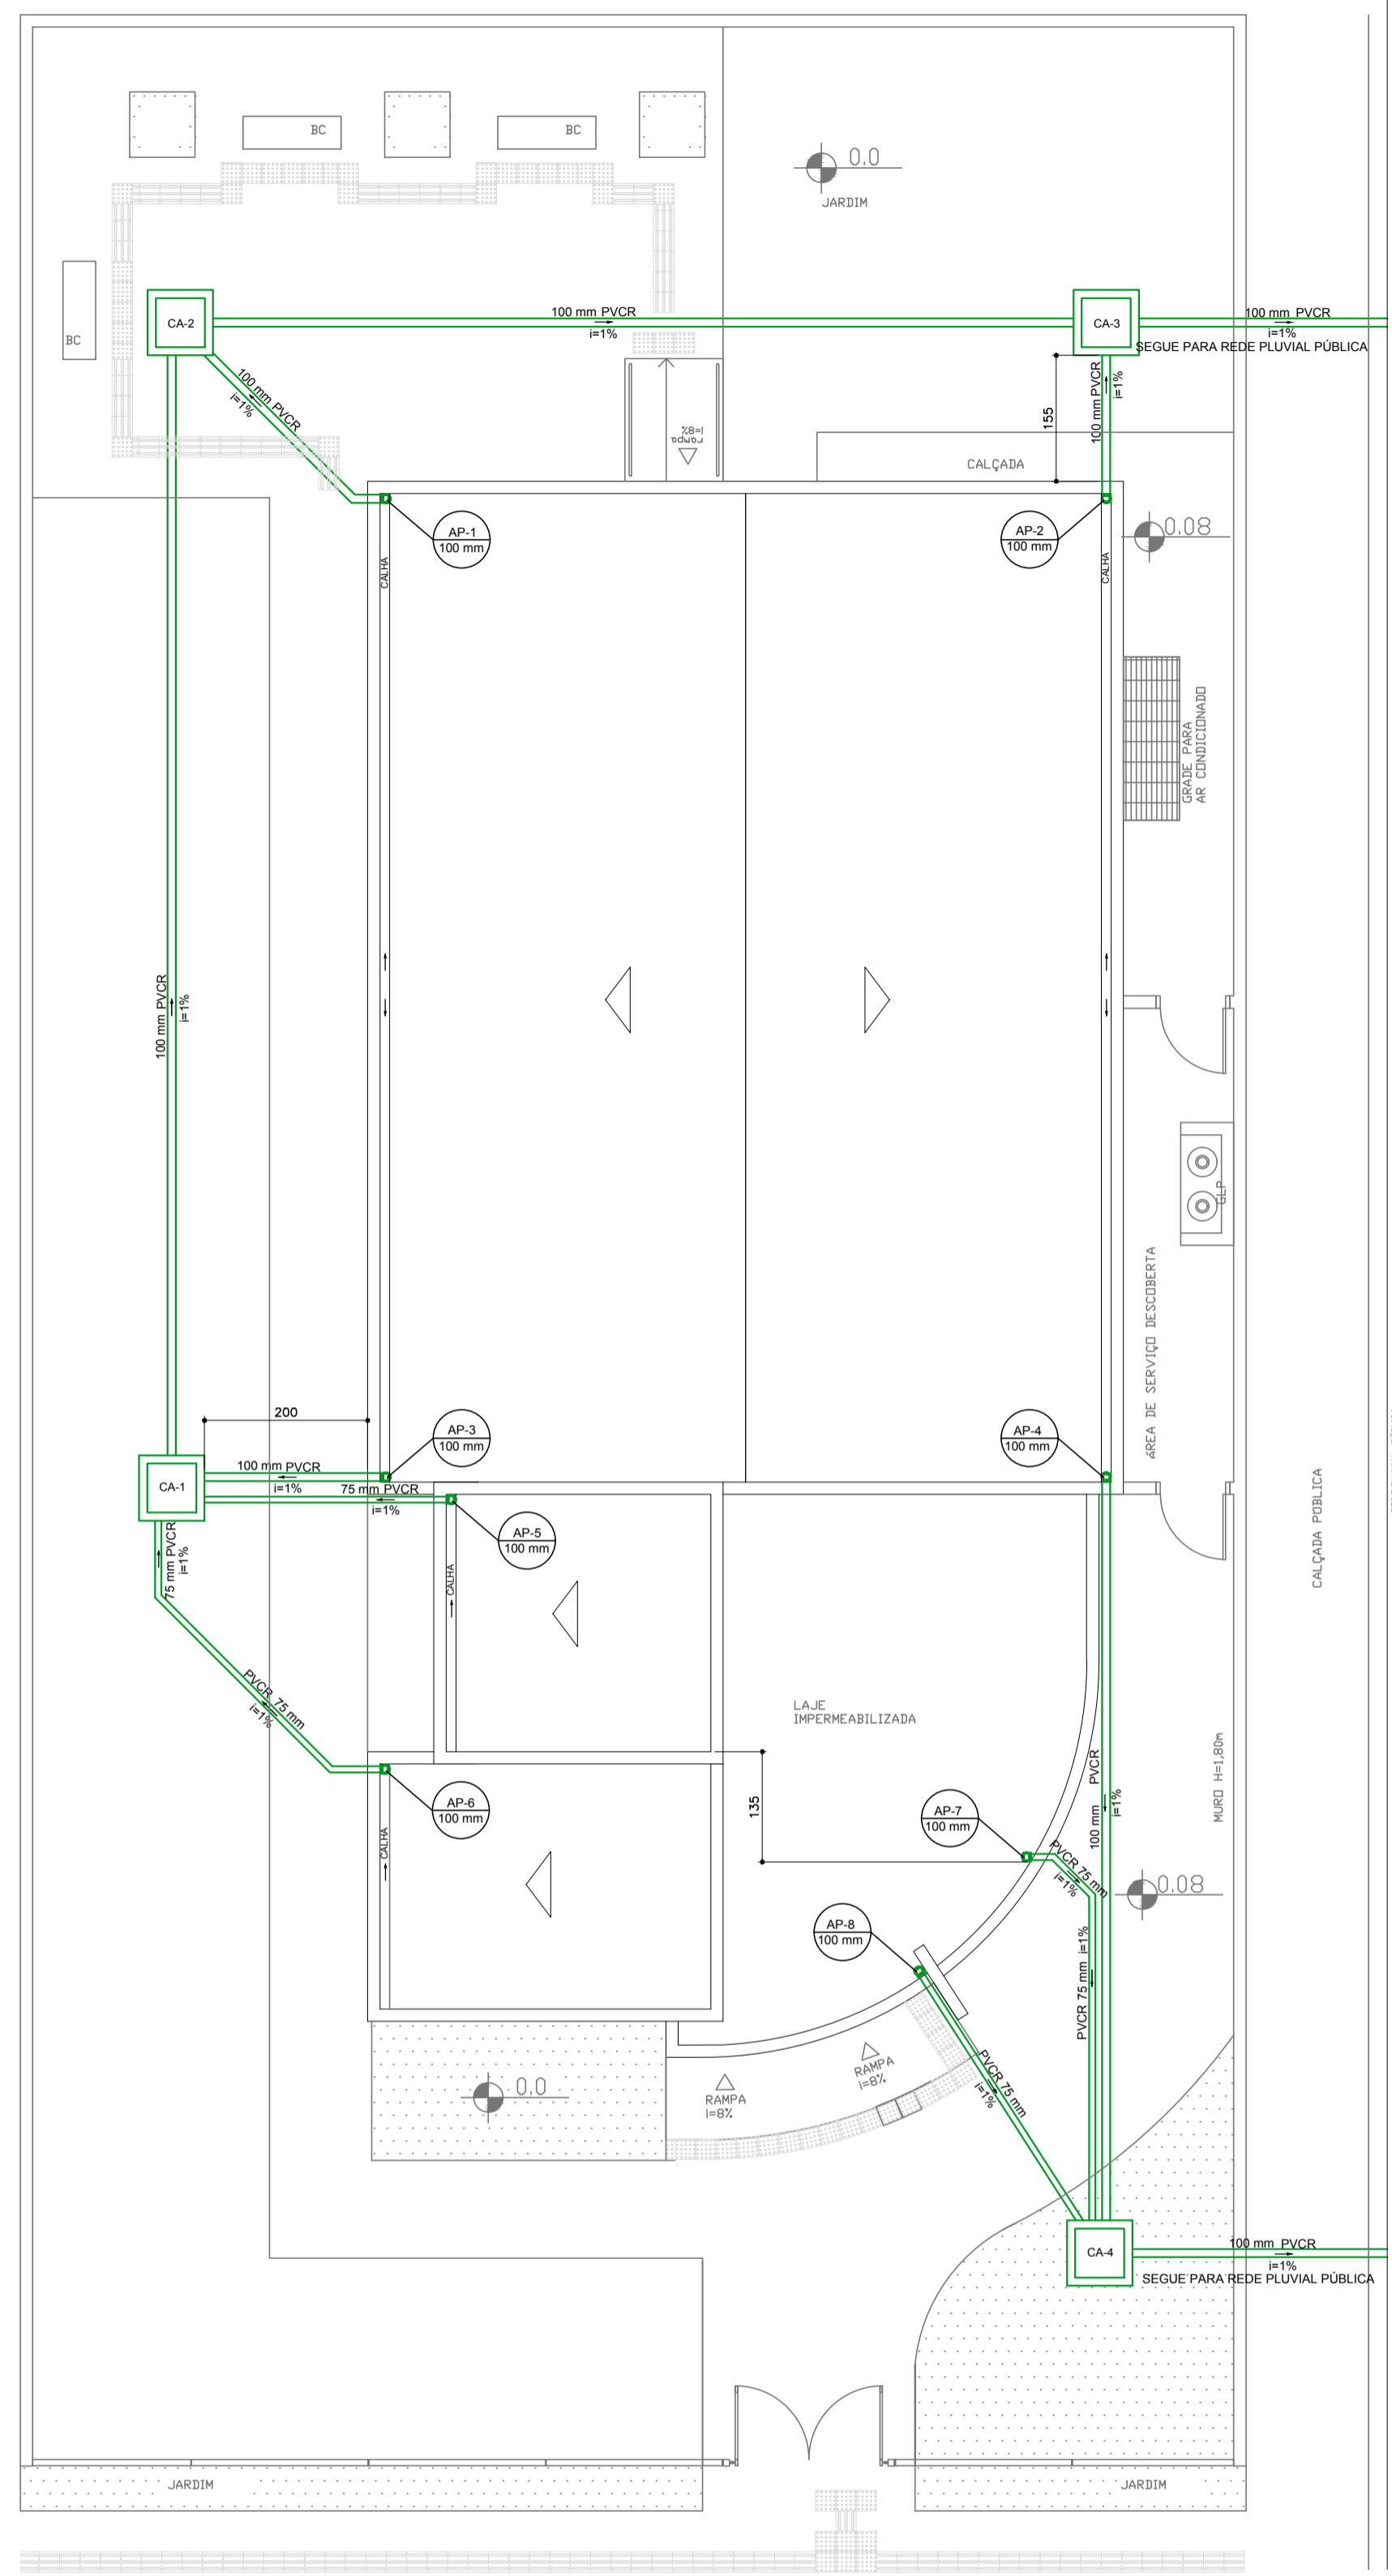 BC
BC
0,0
JARDIM
BC
CA-2
100 mm PVCR
i=1%
CA-3
100 mm PVCR
i=1%
SEGUE PARA REDE PLUVIAL PÚBLICA
100 mm PVCR
i=1%
100 mm PVCR
i=1%
155
rampa
i=8%
CALÇADA
AP-1
100 mm
AP-2
100 mm
0,08
CALHA
CALHA
GRADE PARA
AR CONDICIONADO
100 mm PVCR
i=1%
GLP
ÁREA DE SERVIÇO DESCOBERTA
200
AP-3
100 mm
AP-4
100 mm
CA-1
100 mm PVCR
i=1%
75 mm PVCR
i=1%
AP-5
100 mm
CALÇADA PÚBLICA
75 mm PVCR
i=1%
CALHA
PVCR 75 mm
i=1%
LAJE
IMPERMEABILIZADA
MURO H=1,80m
135
AP-6
100 mm
AP-7
100 mm
100 mm PVCR
i=1%
CALHA
PVCR 75 mm
i=1%
0,08
AP-8
100 mm
PVCR 75 mm i=1%
0,0
RAMPA
i=8%
RAMPA
i=8%
PVCR 75 mm
i=1%
CA-4
100 mm PVCR
i=1%
SEGUE PARA REDE PLUVIAL PÚBLICA
JARDIM
JARDIM